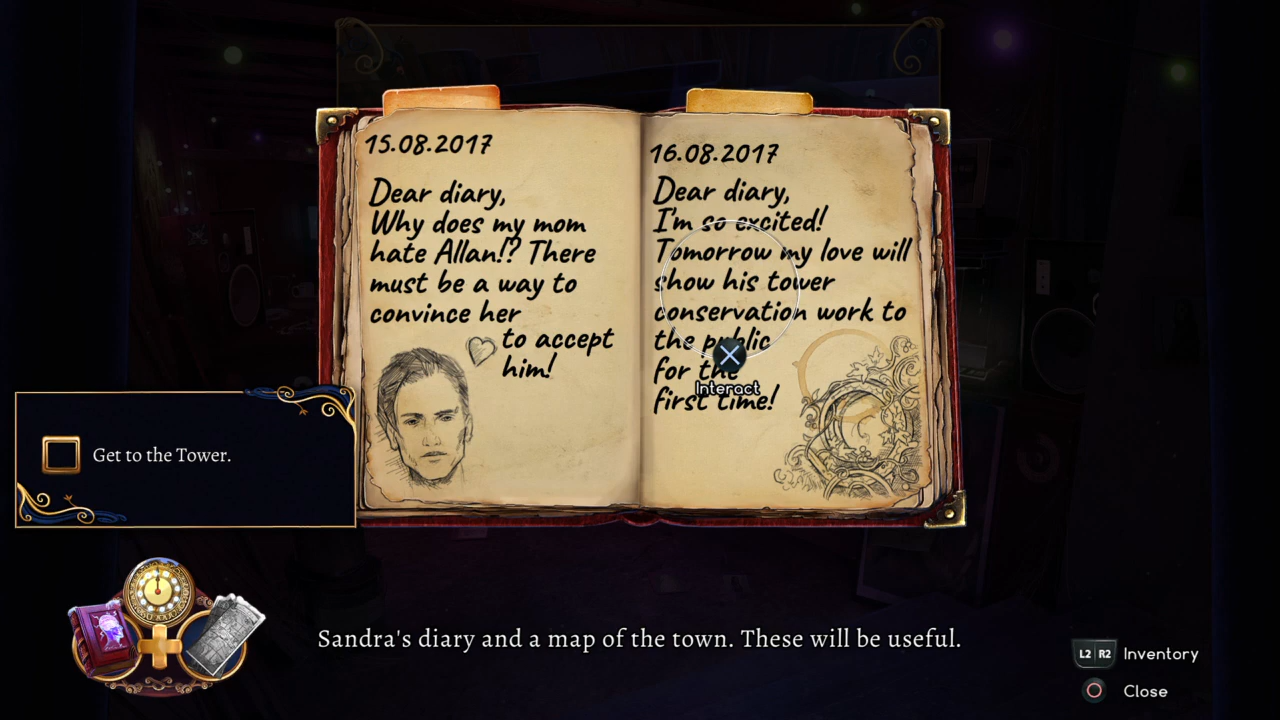 15.08.2017
Dear diary,
Why does my mom
hate Allan!? There
must be a way to
convince her
to accept
him!
16.08.2017
Dear diary,
I'm so excited!
Tomorrow my love will
show his tower
conservation work to
the public
for the
first time!
Interact
Get to the Tower.
Sandra's diary and a map of the town. These will be useful.
L2 R2 Inventory
Close